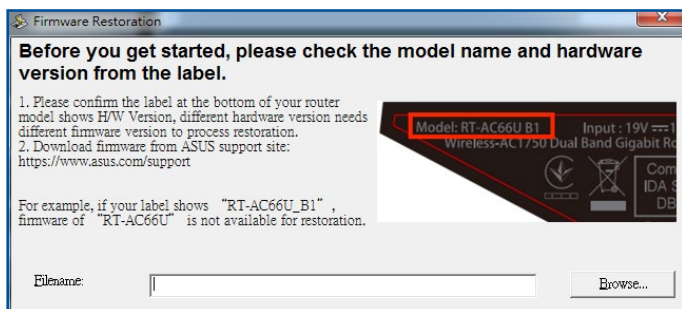 Firmware Restoration
Before you get started, please check the model name and hardware
version from the label.
1. Please confirm the label at the bottom of your router
model shows H/W Version, different hardware version needs
different firmware version to process restoration.
2. Download firmware from ASUS support site:
https://www.asus.com/support
Model: RT-AC66U B1
Input : 19V
Wireless-AC1750 Dual Band Gigabit
Com
IDA
DB
For example, if your label shows “RT-AC66U_B1” ,
firmware of “RT-AC66U” is not available for restoration.
Filename:
Browse...